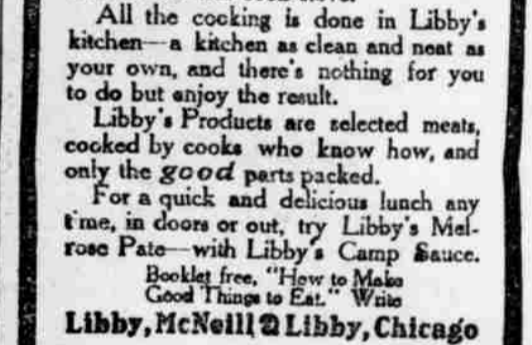 All the cooking is done in Libby's
kitchen—a kitchen as clean and neat as
your own, and there's nothing for you
to do but enjoy the result.
Libby's Products are selected meats,
cooked by cooks who know how, and
only the good parts packed.
For a quick and delicious lunch any
time, in doors or out, try Libby's Mel-
rose Pate—with Libby's Camp Sauce.
Booklet free, "How to Make
Good Things to Eat." Write
Libby, McNeill & Libby, Chicago